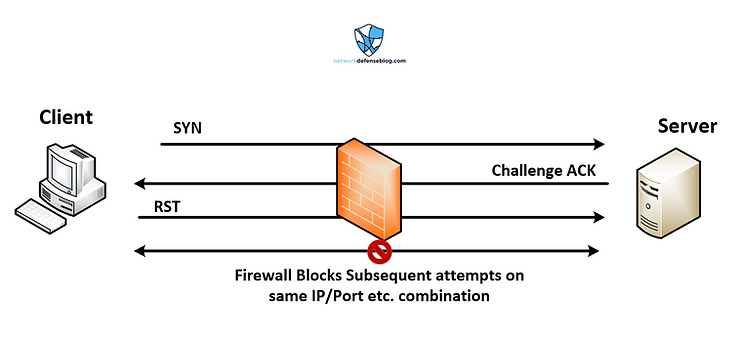 networkdefenseblog.com
Client
Server
SYN
Challenge ACK
RST
Firewall Blocks Subsequent attempts on
same IP/Port etc. combination